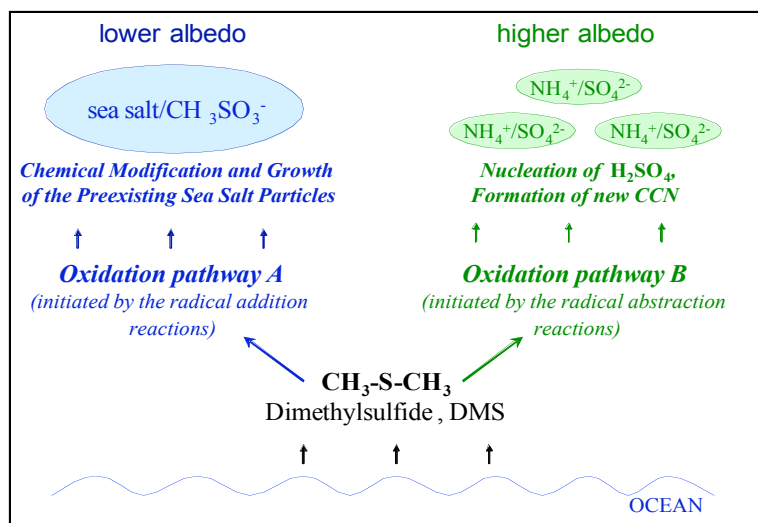 lower albedo
sea salt/CH ₃SO₃⁻
Chemical Modification and Growth
of the Preexisting Sea Salt Particles
Oxidation pathway A
(initiated by the radical addition
reactions)
higher albedo
NH₄⁺/SO₄²⁻
NH₄⁺/SO₄²⁻
NH₄⁺/SO₄²⁻
Nucleation of H₂SO₄,
Formation of new CCN
Oxidation pathway B
(initiated by the radical abstraction
reactions)
CH₃-S-CH₃
Dimethylsulfide , DMS
OCEAN